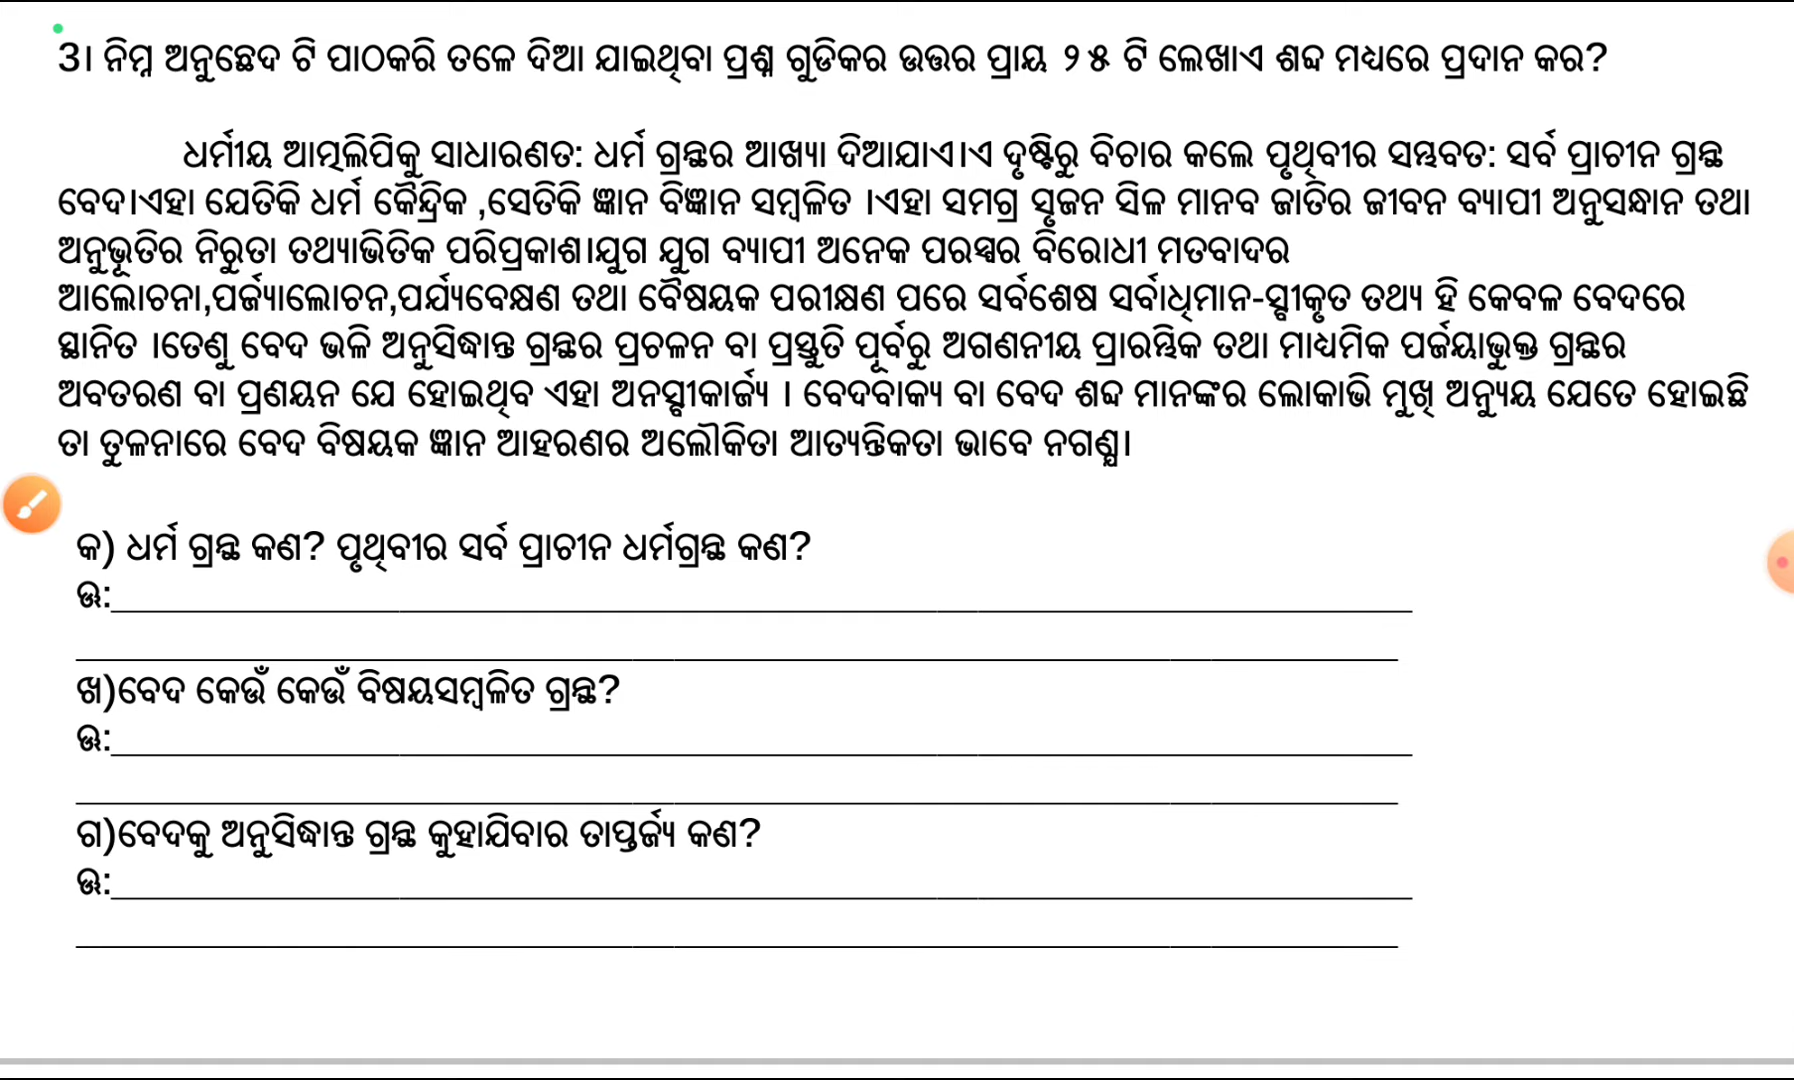 3। ନିମ୍ନ ଅନୁଛେଦ ଟି ପାଠକରି ତଳେ ଦିଆ ଯାଇଥିବା ପ୍ରଶ୍ନ ଗୁଡିକର ଉତ୍ତର ପ୍ରାୟ ୨୫ ଟି ଲେଖାଏ ଶବ୍ଦ ମଧ୍ୟରେ ପ୍ରଦାନ କର?
ଧର୍ମୀୟ ଆତ୍ମଲିପିକୁ ସାଧାରଣତ: ଧର୍ମ ଗ୍ରନ୍ଥର ଆଖ୍ୟା ଦିଆଯାଏ।ଏ ଦୃଷ୍ଟିରୁ ବିଚାର କଲେ ପୃଥିବୀର ସମ୍ଭବତ: ସର୍ବ ପ୍ରାଚୀନ ଗ୍ରନ୍ଥ
ବେଦ।ଏହା ଯେତିକି ଧର୍ମ କୈନ୍ଦ୍ରିକ ,ସେତିକି ଜ୍ଞାନ ବିଜ୍ଞାନ ସମ୍ବଳିତ ।ଏହା ସମଗ୍ର ସୃଜନ ସିଳ ମାନବ ଜାତିର ଜୀବନ ବ୍ୟାପୀ ଅନୁସନ୍ଧାନ ତଥା
ଅନୁଭୂତିର ନିରୁତା ତଥ୍ୟାଭିତିକ ପରିପ୍ରକାଶ।ଯୁଗ ଯୁଗ ବ୍ୟାପୀ ଅନେକ ପରସ୍ପର ବିରୋଧୀ ମତବାଦର
ଆଲୋଚନା,ପର୍ଜ୍ୟାଲୋଚନ,ପର୍ଯ୍ୟବେକ୍ଷଣ ତଥା ବୈଷୟକ ପରୀକ୍ଷଣ ପରେ ସର୍ବଶେଷ ସର୍ବାଧିମାନ-ସ୍ବୀକୃତ ତଥ୍ୟ ହିଁ କେବଳ ବେଦରେ
ସ୍ଥାନିତ ।ତେଣୁ ବେଦ ଭଳି ଅନୁସିଦ୍ଧାନ୍ତ ଗ୍ରନ୍ଥର ପ୍ରଚଳନ ବା ପ୍ରସ୍ତୁତି ପୂର୍ବରୁ ଅଗଣନୀୟ ପ୍ରାରମ୍ଭିକ ତଥା ମାଧ୍ୟମିକ ପର୍ଜୟାଭୁକ୍ତ ଗ୍ରନ୍ଥର
ଅବତରଣ ବା ପ୍ରଣୟନ ଯେ ହୋଇଥିବ ଏହା ଅନସ୍ବୀକାର୍ଜ୍ୟ । ବେଦବାକ୍ୟ ବା ବେଦ ଶବ୍ଦ ମାନଙ୍କର ଲୋକାଭି ମୁଖି ଅନ୍ୟୁୟ ଯେତେ ହୋଇଛି
ତା ତୁଳନାରେ ବେଦ ବିଷୟକ ଜ୍ଞାନ ଆହରଣର ଅଲୌକିତା ଆତ୍ୟନ୍ତିକତା ଭାବେ ନଗଣ୍ଯ।
କ) ଧର୍ମ ଗ୍ରନ୍ଥ କଣ? ପୃଥିବୀର ସର୍ବ ପ୍ରାଚୀନ ଧର୍ମଗ୍ରନ୍ଥ କଣ?
ଊ:
ଖ)ବେଦ କେଉଁ କେଉଁ ବିଷୟସମ୍ବଳିତ ଗ୍ରନ୍ଥ?
ଊ:
ଗ)ବେଦକୁ ଅନୁସିଦ୍ଧାନ୍ତ ଗ୍ରନ୍ଥ କୁହାଯିବାର ତାତ୍ପର୍ଜ୍ୟ କଣ?
ଊ: